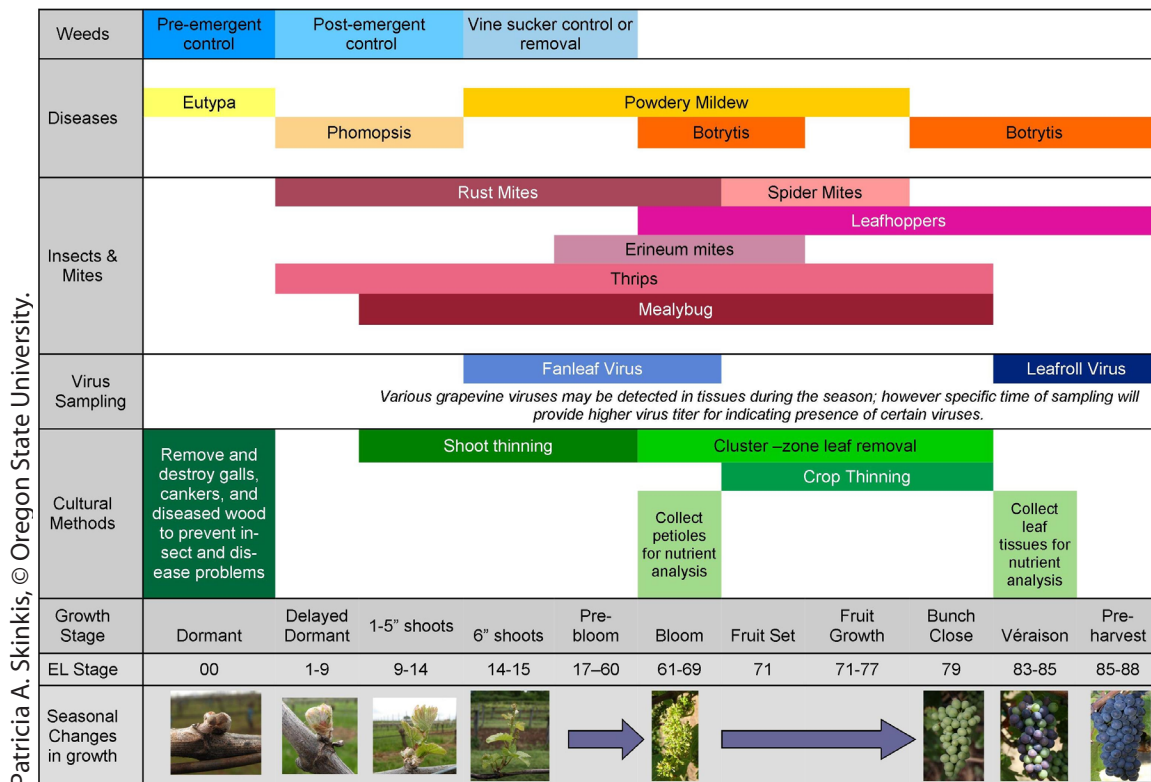 Weeds
Pre-emergent
control
Post-emergent
control
Vine sucker control or
removal
Diseases
Eutypa
Powdery Mildew
Phomopsis
Botrytis
Botrytis
Insects &
Mites
Rust Mites
Spider Mites
Leafhoppers
Erineum mites
Thrips
Mealybug
Virus
Sampling
Fanleaf Virus
Leafroll Virus
Various grapevine viruses may be detected in tissues during the season; however specific time of sampling will
provide higher virus titer for indicating presence of certain viruses.
Cultural
Methods
Remove and
destroy galls,
cankers, and
diseased wood
to prevent in-
sect and dis-
ease problems
Shoot thinning
Cluster –zone leaf removal
Crop Thinning
Collect
petioles
for nutrient
analysis
Collect
leaf
tissues for
nutrient
analysis
Growth
Stage
Dormant
Delayed
Dormant
1-5” shoots
6” shoots
Pre-
bloom
Bloom
Fruit Set
Fruit
Growth
Bunch
Close
Véraison
Pre-
harvest
EL Stage
00
1-9
9-14
14-15
17–60
61-69
71
71-77
79
83-85
85-88
Seasonal
Changes
in growth
Patricia A. Skinkis, © Oregon State University.